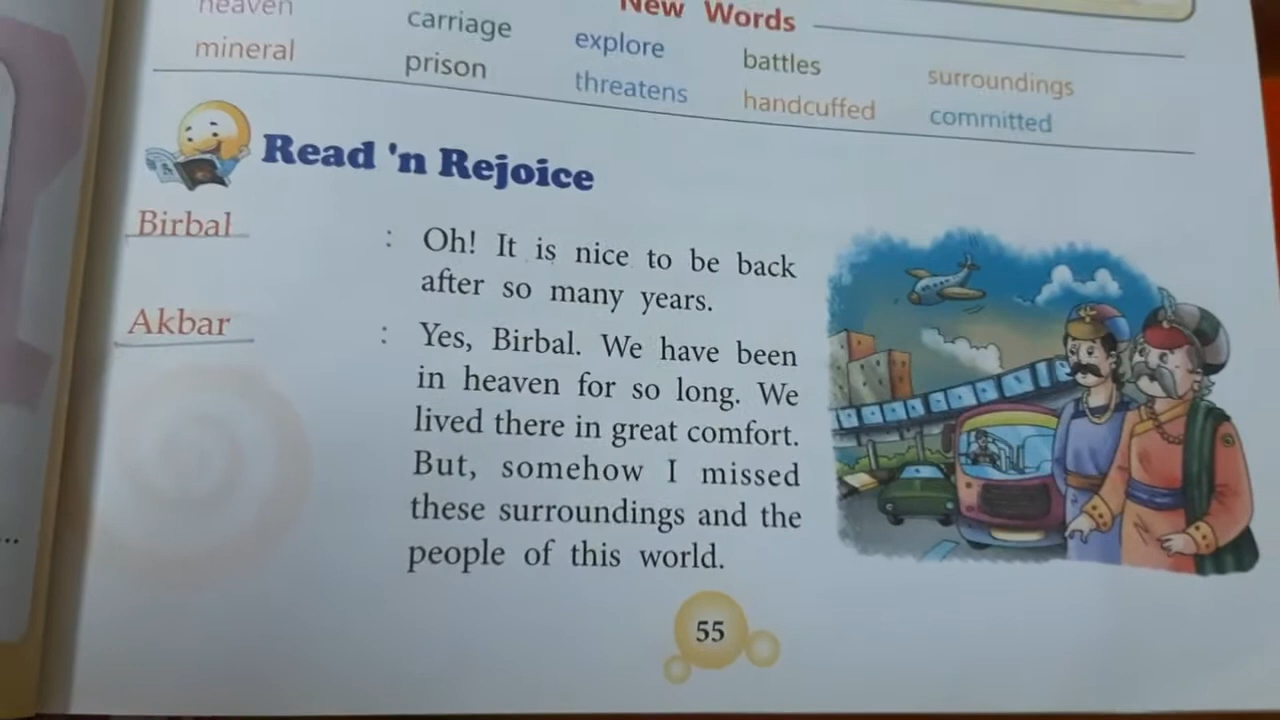 New Words
heaven carriage explore battles surroundings
mineral prison threatens handcuffed committed
Read 'n Rejoice
Birbal : Oh! It is nice to be back
after so many years.
Akbar : Yes, Birbal. We have been
in heaven for so long. We
lived there in great comfort.
But, somehow I missed
these surroundings and the
people of this world.
55
...